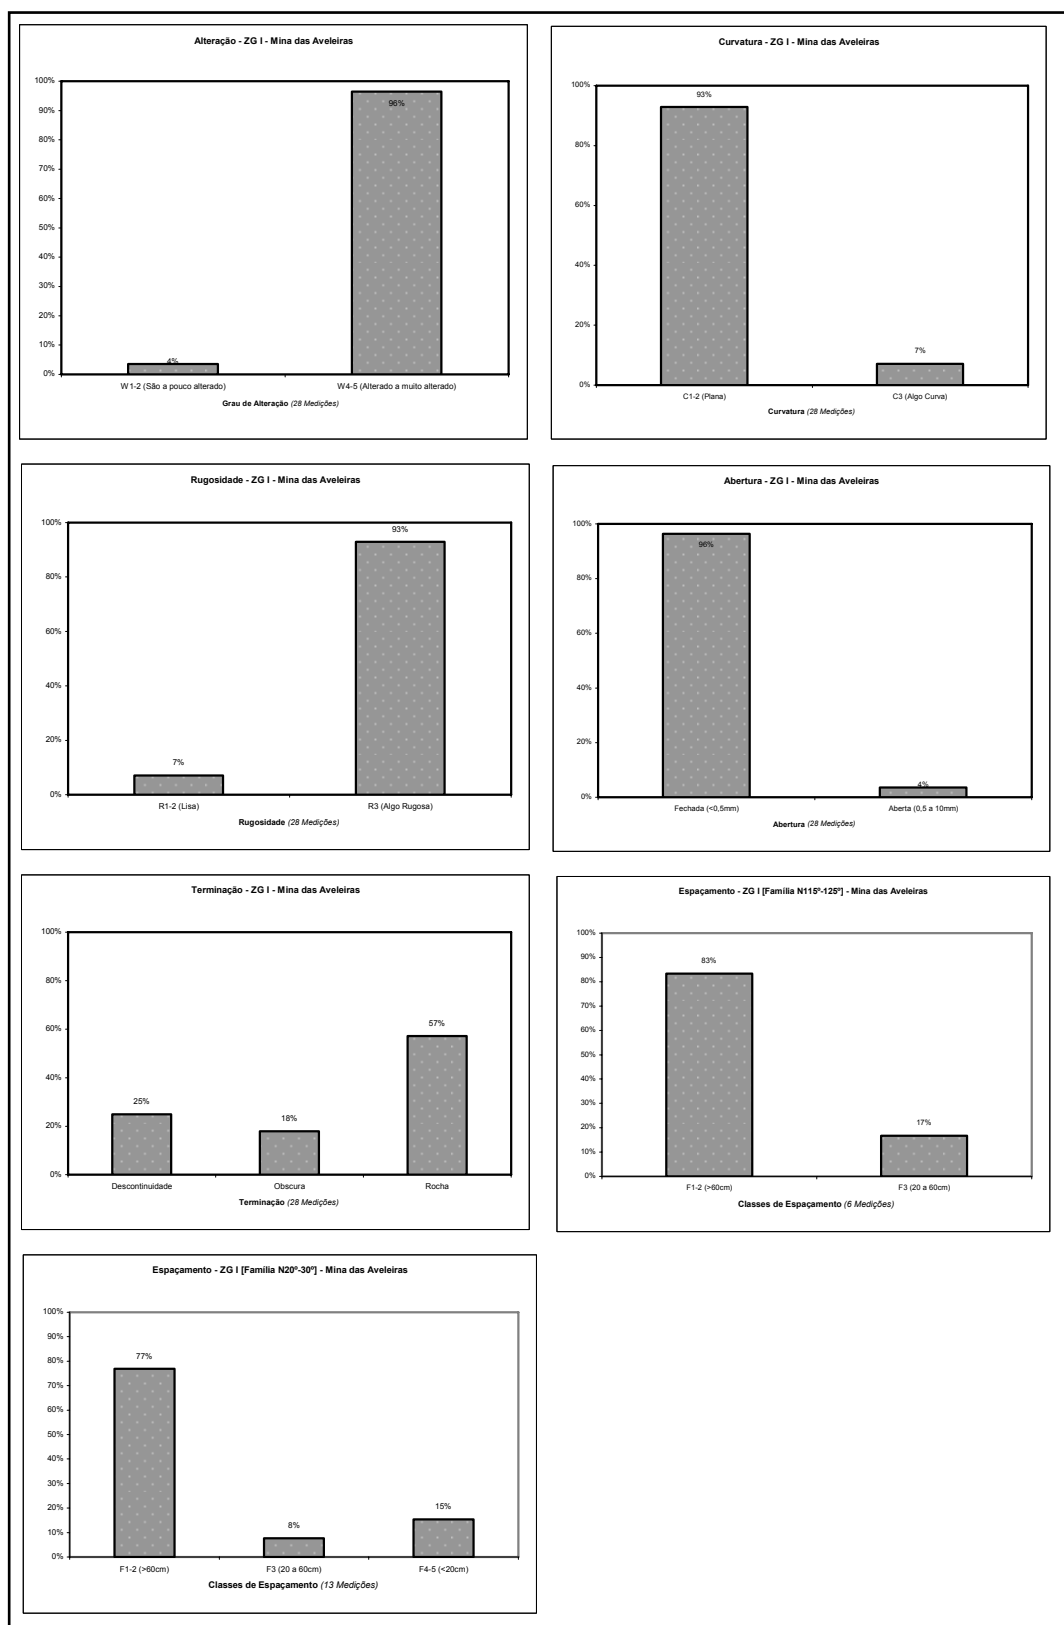 Alteração - ZG I - Mina das Aveleiras
100%
90%
80%
70%
60%
50%
40%
30%
20%
10%
0%
96%
4%
W1-2 (São a pouco alterado)
W4-5 (Alterado a muito alterado)
Grau de Alteração (28 Medições)
Curvatura - ZG I - Mina das Aveleiras
100%
80%
60%
40%
20%
0%
93%
7%
C1-2 (Plana)
C3 (Algo Curva)
Curvatura (28 Medições)
Rugosidade - ZG I - Mina das Aveleiras
100%
80%
60%
40%
20%
0%
93%
7%
R1-2 (Lisa)
R3 (Algo Rugosa)
Rugosidade (28 Medições)
Abertura - ZG I - Mina das Aveleiras
100%
80%
60%
40%
20%
0%
96%
4%
Fechada (<0,5mm)
Aberta (0,5 a 10mm)
Abertura (28 Medições)
Terminação - ZG I - Mina das Aveleiras
100%
80%
60%
40%
20%
0%
25%
18%
57%
Descontinuidade
Obscura
Rocha
Terminação (28 Medições)
Espaçamento - ZG I [Família N115º-125º] - Mina das Aveleiras
100%
90%
80%
70%
60%
50%
40%
30%
20%
10%
0%
83%
17%
F1-2 (>60cm)
F3 (20 a 60cm)
Classes de Espaçamento (6 Medições)
Espaçamento - ZG I [Família N20º-30º] - Mina das Aveleiras
100%
90%
80%
70%
60%
50%
40%
30%
20%
10%
0%
77%
8%
15%
F1-2 (>60cm)
F3 (20 a 60cm)
F4-5 (<20cm)
Classes de Espaçamento (13 Medições)